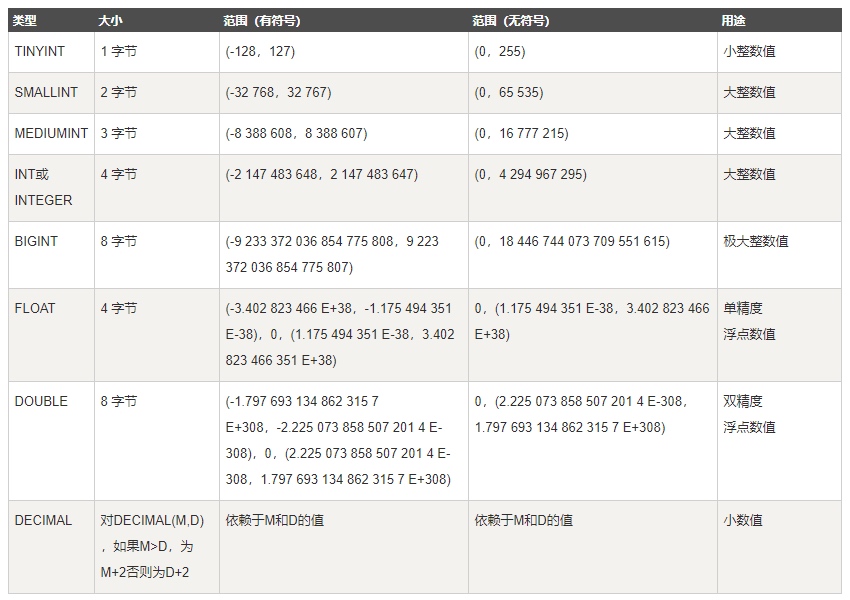 类型 大小 范围（有符号） 范围（无符号） 用途
TINYINT 1 字节 (-128，127) (0，255) 小整数值
SMALLINT 2 字节 (-32 768，32 767) (0，65 535) 大整数值
MEDIUMINT 3 字节 (-8 388 608，8 388 607) (0，16 777 215) 大整数值
INT或 4 字节 (-2 147 483 648，2 147 483 647) (0，4 294 967 295) 大整数值
INTEGER
BIGINT 8 字节 (-9 233 372 036 854 775 808，9 223 (0，18 446 744 073 709 551 615) 极大整数值
372 036 854 775 807)
FLOAT 4 字节 (-3.402 823 466 E+38，-1.175 494 351 0，(1.175 494 351 E-38，3.402 823 466 单精度
E-38)，0，(1.175 494 351 E-38，3.402 E+38) 浮点数值
823 466 351 E+38)
DOUBLE 8 字节 (-1.797 693 134 862 315 7 0，(2.225 073 858 507 201 4 E-308， 双精度
E+308，-2.225 073 858 507 201 4 E- 1.797 693 134 862 315 7 E+308) 浮点数值
308)，0，(2.225 073 858 507 201 4 E-
308，1.797 693 134 862 315 7 E+308)
DECIMAL 对DECIMAL(M,D) 依赖于M和D的值 依赖于M和D的值 小数值
，如果M>D，为
M+2否则为D+2